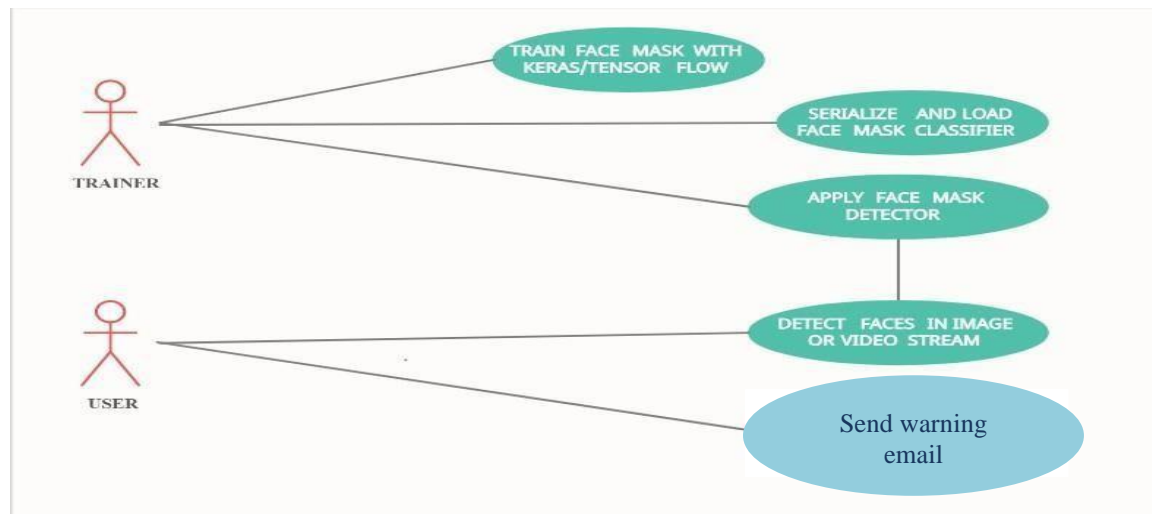 TRAIN FACE MASK WITH
KERAS/TENSOR FLOW
SERIALIZE AND LOAD
FACE MASK CLASSIFIER
TRAINER
APPLY FACE MASK
DETECTOR
DETECT FACES IN IMAGE
OR VIDEO STREAM
USER
Send warning
email